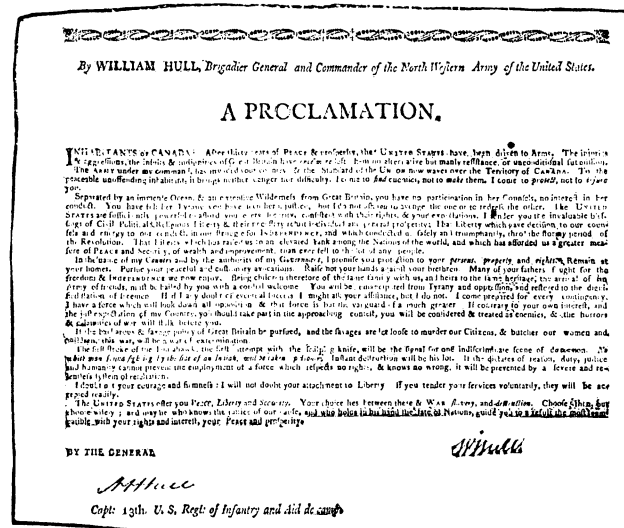 By WILLIAM HULL, Brigadier General and Commander of the North Western Army of the United States.
A PROCLAMATION.
INHABITANTS OF CANADA! After thirty years of PEACE & prosperity, the UNITED STATES have been driven to Arms. The injuries
& aggressions, the insults & indignities of Great Britain have once more left them no alternative but manly resistance, or unconditional submission.
The ARMY under my command has invaded your country & the Standard of the UNION now waves over the Territory of CANADA. To the
peaceable unoffending inhabitant, it brings neither danger nor difficulty. I come to find enemies, not to make them. I come to protect, not to injure
you.
Separated by an immense Ocean, & an extensive Wilderness from Great Britain, you have no participation in her Councils, no interest in her
conduct. You have felt her Tyranny, you have seen her injustice, but I do not ask you to avenge the one or to redress the other. The UNITED
STATES are sufficiently powerful to afford you every security, consistent with their rights, & your expectations. I tender you the invaluable bless-
ings of Civil Political & Religious Liberty, & their necessary result individual and general prosperity: That Liberty which gave decision to our coun-
sels and energy to our conduct, in our struggle for INDEPENDENCE, and which conducted us safely and triumphantly, thro' the stormy period of
the Revolution. That Liberty which has raised us to an elevated rank among the Nations of the world, and which has afforded us a greater mea-
sure of PEACE and Security, of wealth and improvement, than ever fell to the lot of any people.
In the name of my Country and by the authority of my Government, I promise you protection to your persons, property, and rights. Remain at
your homes. Pursue your peaceful and customary avocations. Raise not your hands against your brethren. Many of your fathers fought for the
freedom & INDEPENDENCE we now enjoy. Being children therefore of the same family with us, and heirs to the same heritage, the arrival of an
Army of friends, must be hailed by you with a cordial welcome. You will be emancipated from Tyranny and oppression, and restored to the digni-
fied station of freemen. If I had any doubt of eventual success I might ask your assistance, but I do not. I come prepared for every contingency.
I have a force which will look down all opposition & that force is but the vanguard of a much greater. If contrary to your own interest, and
the just expectation of my Country, you should take part in the approaching contest, you will be considered & treated as enemies, & the horrors
& calamities of war will stalk before you.
If the barbarous & savage policy of Great Britain be pursued, and the savages are let loose to murder our Citizens, & butcher our women and
children, this war, will be a war of extermination.
The first stroke of the Tomahawk, the first attempt with the scalping knife, will be the signal for one indiscriminate scene of desolation. No
white man found fighting by the side of an Indian, will be taken prisoner. Instant destruction will be his lot. If the dictates of reason, duty, justice
and humanity cannot prevent the employment of a force which respects no rights, & knows no wrong, it will be prevented by a severe and re-
lentless system of retaliation.
I doubt not your courage and firmness: I will not doubt your attachment to Liberty. If you tender your services voluntarily, they will be ac-
cepted readily.
The UNITED STATES offer you Peace, Liberty and Security. Your choice lies between these & WAR, slavery, and destruction. Choose then, but
choose wisely; and may he who knows the justice of our cause, and who holds in his hand the fate of Nations, guide you to a result the most com-
patible with your rights and interest, your Peace and prosperity.
BY THE GENERAL
W Hull
A F Hull
Capt: 13th. U. S, Regt: of Infantry and Aid de camp